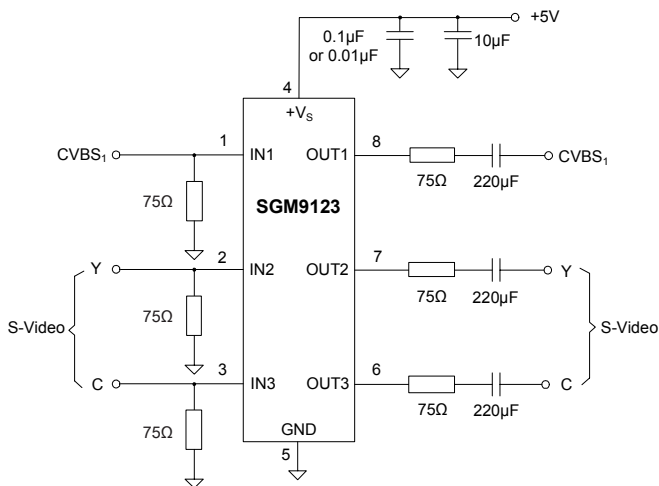 +5V
0.1µF
or 0.01µF
10µF
4
+VS
1
8
CVBS1
IN1
OUT1
CVBS1
75Ω
220µF
75Ω
SGM9123
2
7
Y
IN2
OUT2
Y
75Ω
220µF
75Ω
S-Video
S-Video
3
6
C
IN3
OUT3
C
75Ω
220µF
75Ω
GND
5